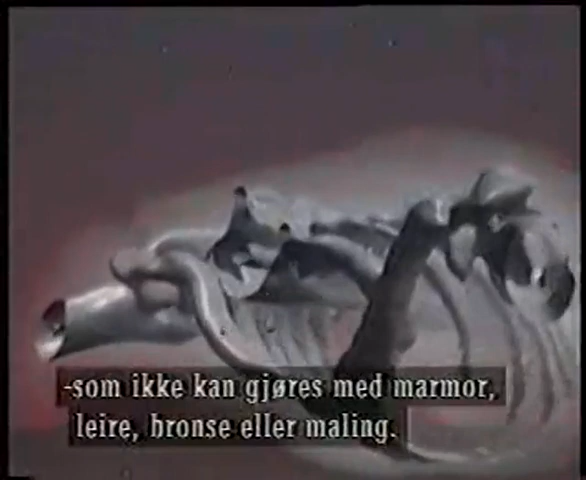 -som ikke kan gjøres med marmor,
leire, bronse eller maling.